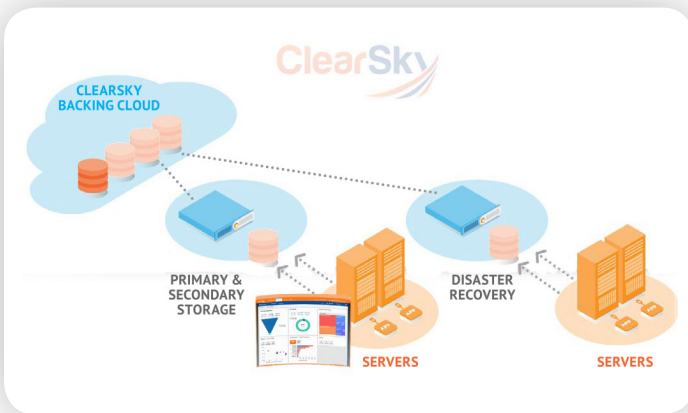 ClearSky
CLEARSKY
BACKING CLOUD
PRIMARY &
SECONDARY
STORAGE
DISASTER
RECOVERY
SERVERS
SERVERS